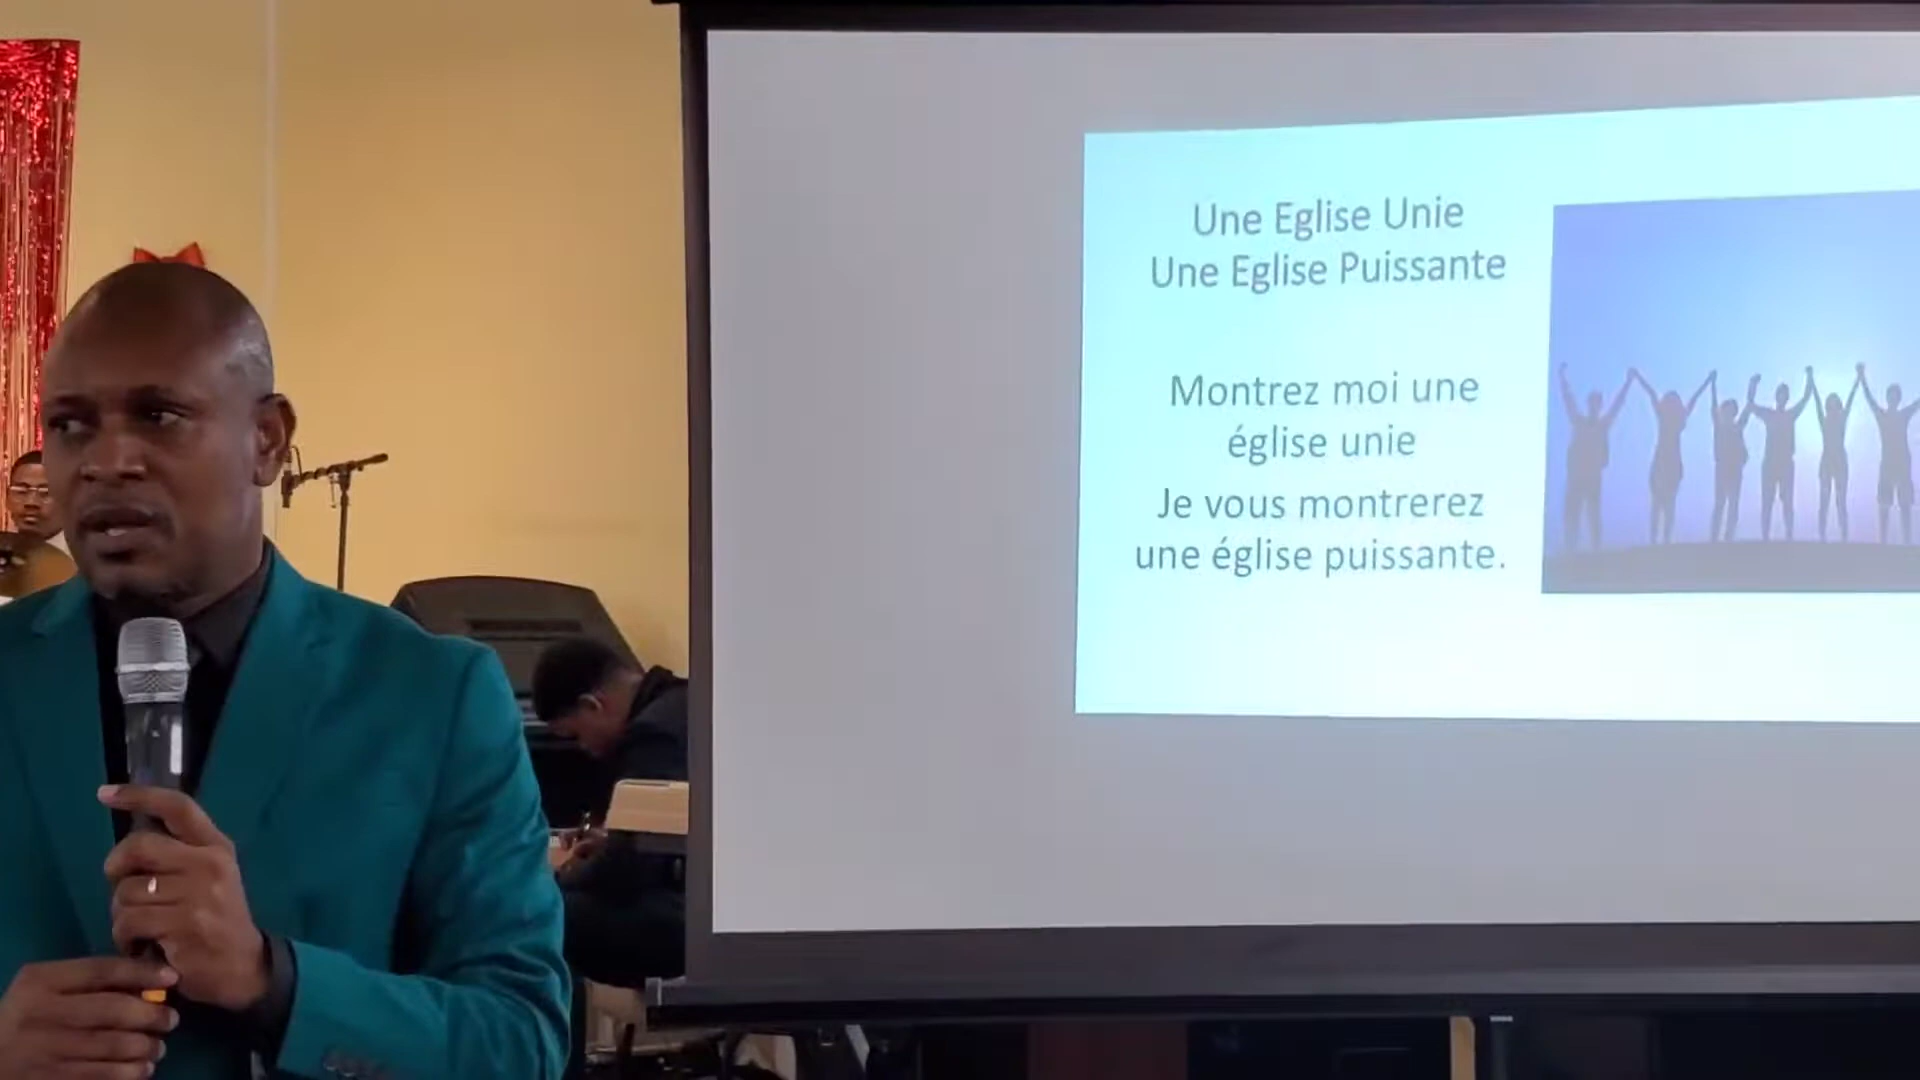 Une Eglise Unie
Une Eglise Puissante
Montrez moi une
église unie
Je vous montrerez
une église puissante.